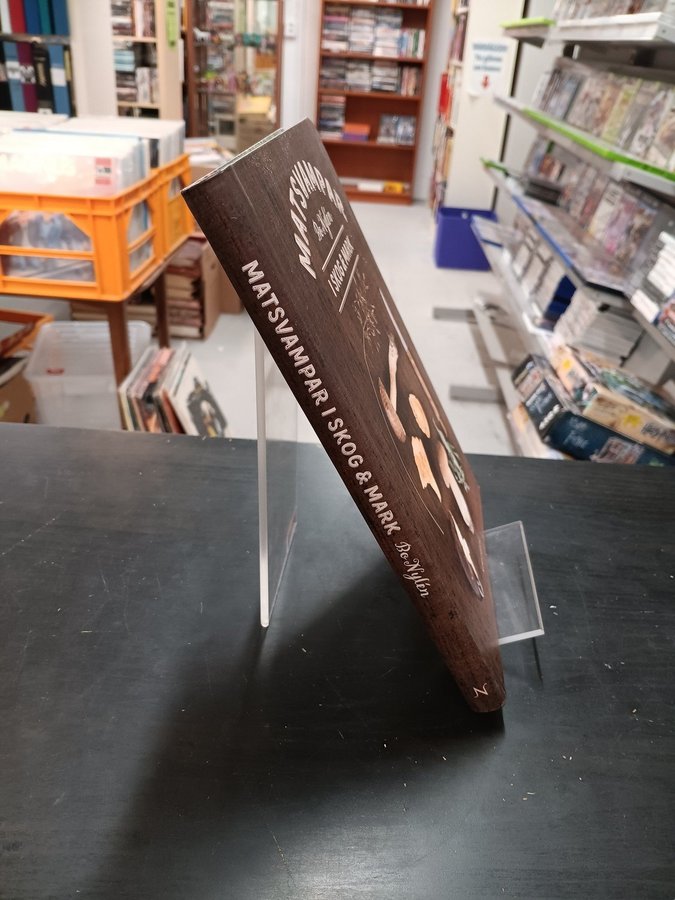 MATSVAMPAR
Bo Nylén
I SKOG & MARK
MATSVAMPAR I SKOG & MARK Bo Nylén